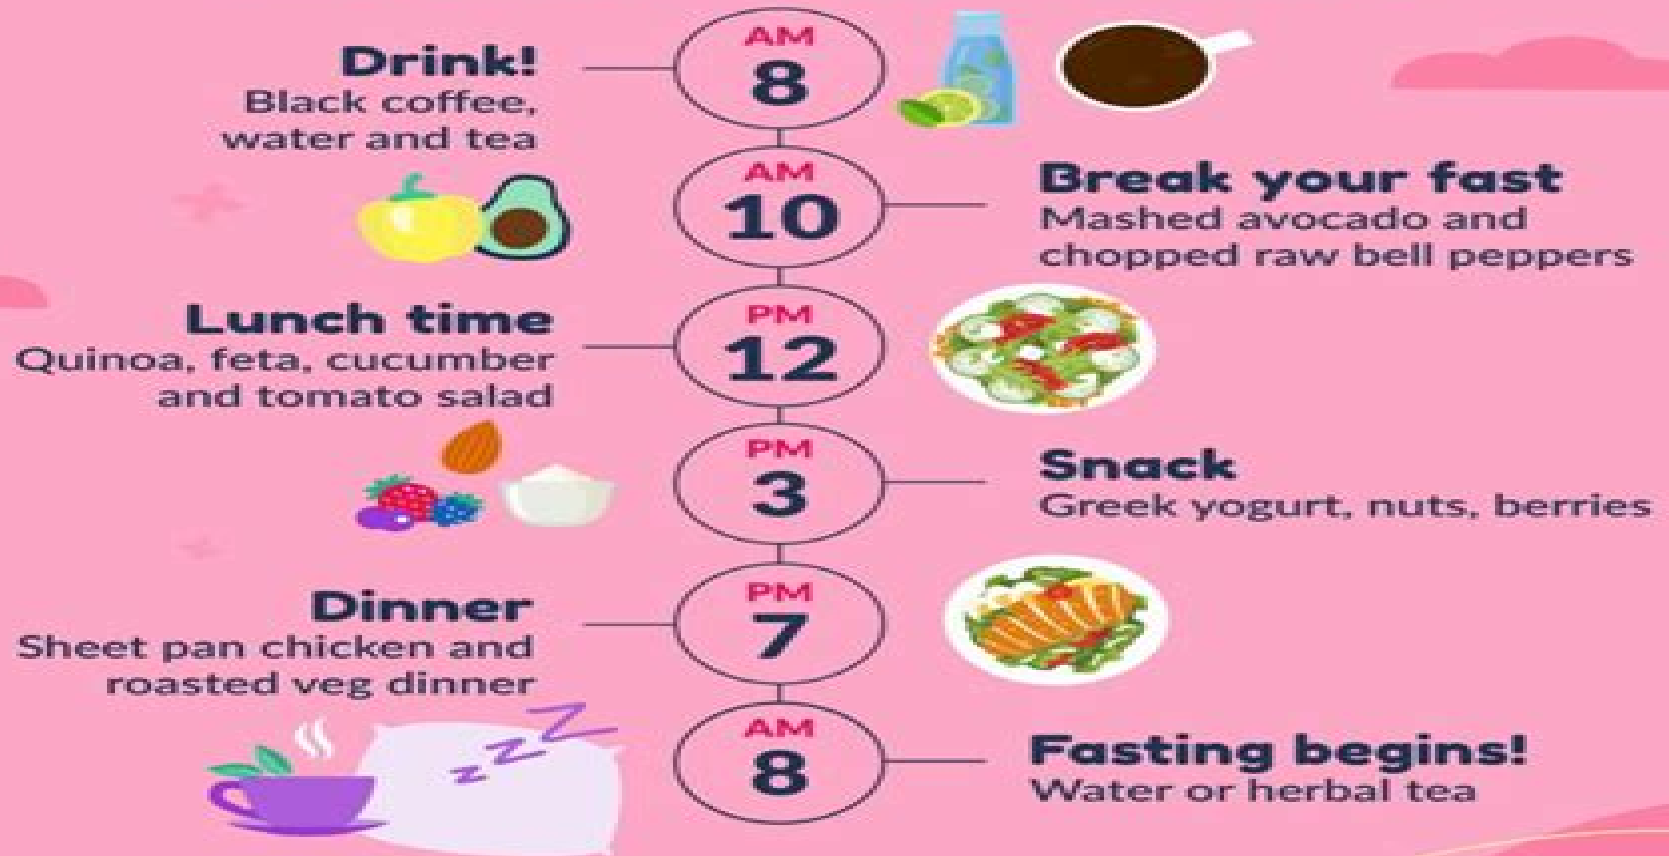 AM
8
Drink!
Black coffee,
water and tea
AM
10
Break your fast
Mashed avocado and
chopped raw bell peppers
PM
12
Lunch time
Quinoa, feta, cucumber
and tomato salad
PM
3
Snack
Greek yogurt, nuts, berries
PM
7
Dinner
Sheet pan chicken and
roasted veg dinner
zzz
AM
8
Fasting begins!
Water or herbal tea